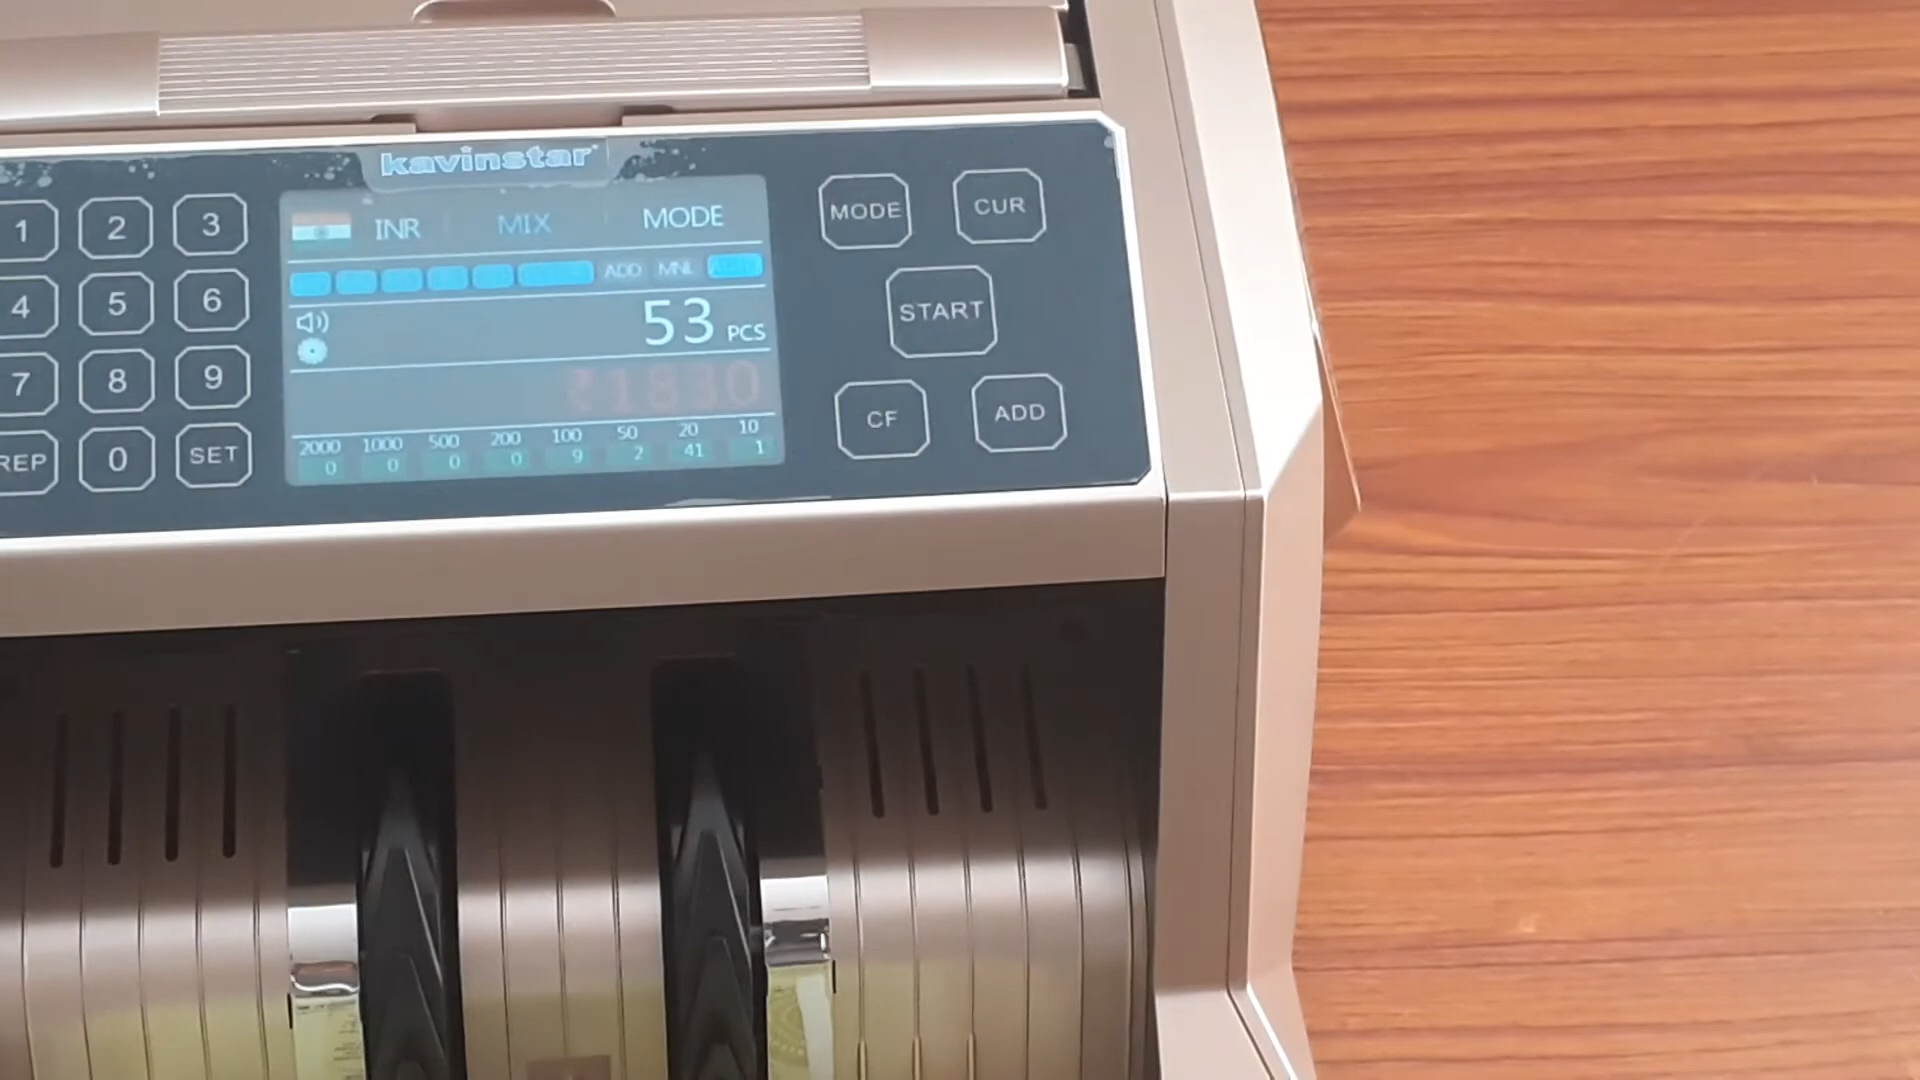 kavinstar
1 2 3
4 5 6
7 8 9
REP 0 SET
INR MIX MODE
ADD MNL
53 PCS
₹1830
2000 1000 500 200 100 50 20 10
0 0 0 0 9 2 41 1
MODE CUR
START
CF ADD